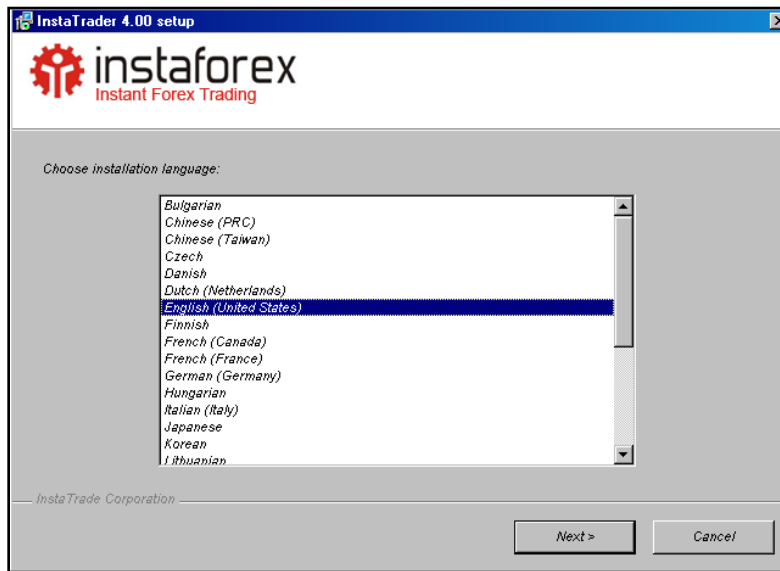 InstaTrader 4.00 setup
instaforex
Instant Forex Trading
Choose installation language:
Bulgarian
Chinese (PRC)
Chinese (Taiwan)
Czech
Danish
Dutch (Netherlands)
English (United States)
Finnish
French (Canada)
French (France)
German (Germany)
Hungarian
Italian (Italy)
Japanese
Korean
Lithuanian
InstaTrade Corporation
Next >
Cancel